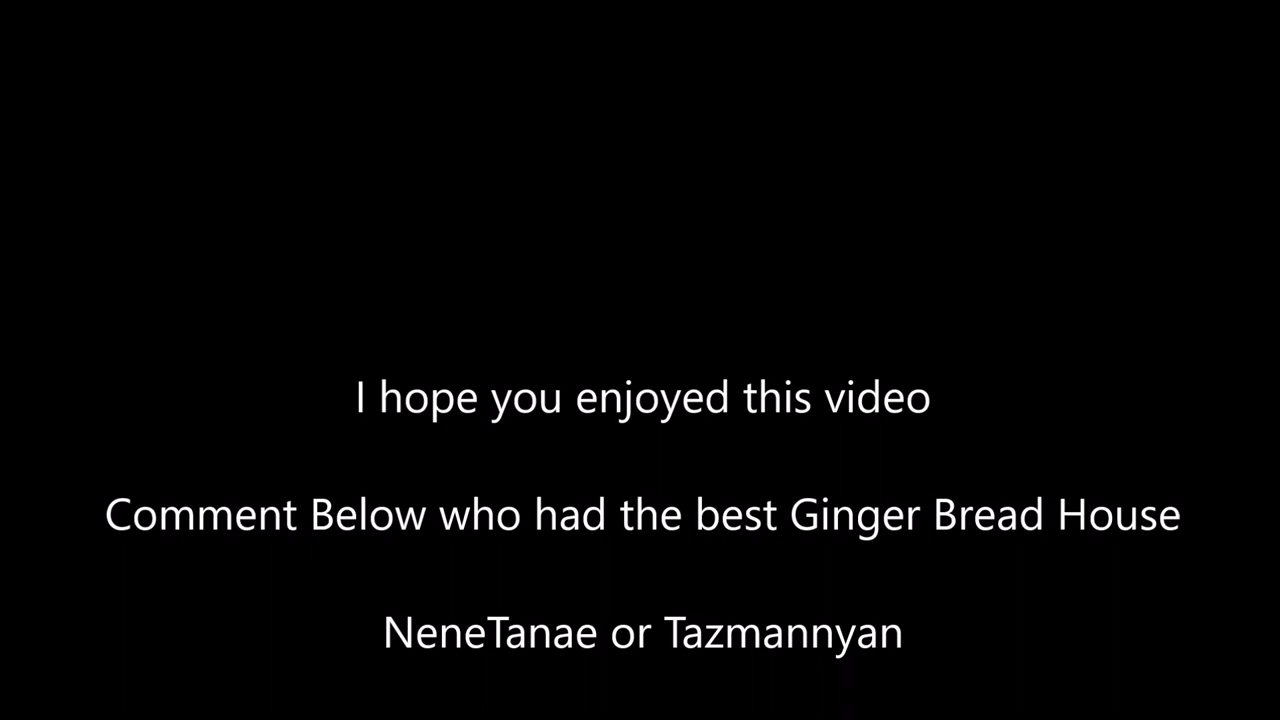 I hope you enjoyed this video
Comment Below who had the best Ginger Bread House
NeneTanae or Tazmannyan